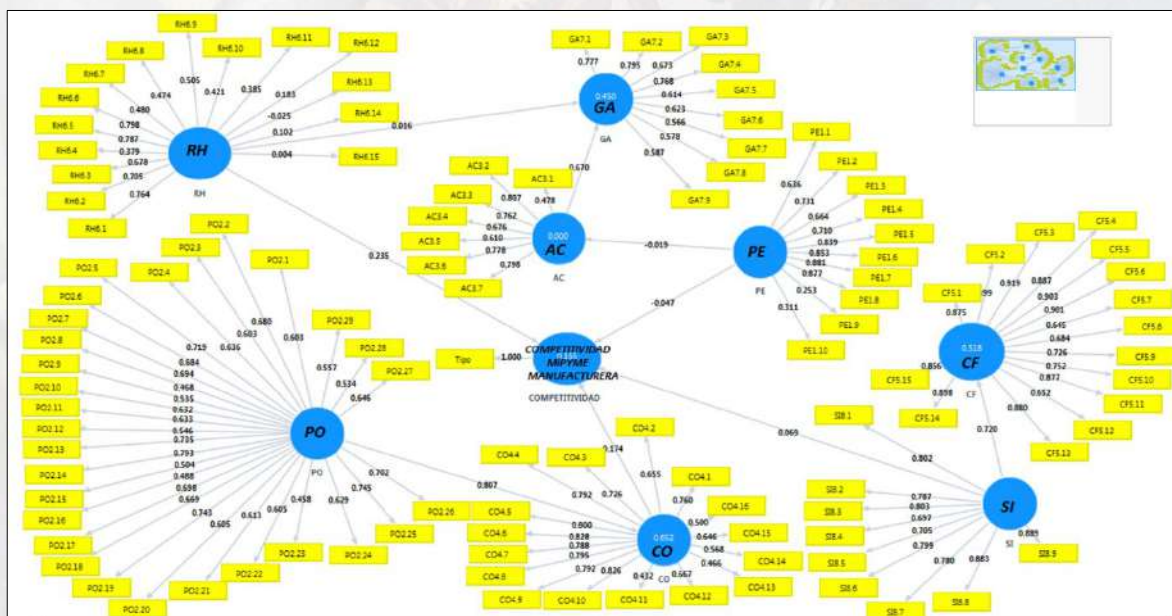 RH6.9
RH6.8
RH6.10
RH6.11
RH6.12
RH6.7
RH6.13
RH6.6
RH6.14
RH6.5
RH6.15
RH6.4
RH6.3
RH6.2
RH6.1
0.505
0.474
0.421
0.385
0.183
0.480
-0.025
0.798
0.102
0.787
0.004
0.379
0.678
0.705
0.764
RH
RH
0.016
0.235
GA7.1
GA7.2
GA7.3
GA7.4
GA7.5
GA7.6
GA7.7
GA7.8
GA7.9
0.777
0.795
0.673
0.768
0.614
0.623
0.566
0.578
0.587
0.450
GA
GA
0.670
AC3.1
AC3.2
AC3.3
AC3.4
AC3.5
AC3.6
AC3.7
0.478
0.807
0.762
0.676
0.610
0.778
0.798
0.000
AC
AC
-0.019
PE1.1
PE1.2
PE1.3
PE1.4
PE1.5
PE1.6
PE1.7
PE1.8
PE1.9
PE1.10
0.636
0.731
0.664
0.710
0.839
0.853
0.881
0.877
0.253
0.311
PE
PE
-0.047
PO2.2
PO2.3
PO2.1
PO2.5
PO2.4
PO2.6
PO2.7
PO2.8
PO2.9
PO2.10
PO2.11
PO2.12
PO2.13
PO2.14
PO2.15
PO2.16
PO2.17
PO2.18
PO2.19
PO2.20
PO2.21
PO2.22
PO2.23
PO2.24
PO2.25
PO2.26
PO2.27
PO2.28
PO2.29
0.680
0.603
0.603
0.719
0.636
0.684
0.694
0.468
0.535
0.632
0.633
0.546
0.735
0.793
0.504
0.488
0.698
0.669
0.743
0.605
0.613
0.605
0.458
0.629
0.745
0.702
0.646
0.534
0.557
PO
PO
0.807
Tipo
1.000
COMPETITIVIDAD
MIPYME
MANUFACTURERA
COMPETITIVIDAD
0.174
0.069
CO4.2
CO4.3
CO4.4
CO4.1
CO4.16
CO4.5
CO4.15
CO4.6
CO4.14
CO4.7
CO4.13
CO4.8
CO4.9
CO4.10
CO4.11
CO4.12
0.655
0.726
0.792
0.760
0.500
0.646
0.568
0.466
0.800
0.828
0.788
0.795
0.792
0.826
0.432
0.667
0.652
CO
CO
CF5.4
CF5.3
CF5.5
CF5.2
CF5.6
CF5.1
CF5.7
CF5.8
CF5.9
CF5.10
CF5.11
CF5.12
CF5.13
CF5.14
CF5.15
0.919
0.887
0.903
0.901
0.875
0.645
0.684
0.726
0.752
0.877
0.652
0.880
0.856
0.898
0.518
CF
CF
0.720
SI8.1
SI8.2
SI8.3
SI8.4
SI8.5
SI8.6
SI8.7
SI8.8
SI8.9
0.802
0.787
0.803
0.697
0.705
0.799
0.780
0.883
0.889
SI
SI